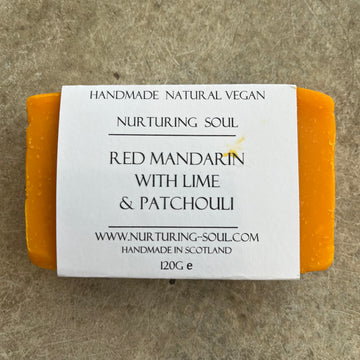 HANDMADE NATURAL VEGAN
NURTURING SOUL
RED MANDARIN
WITH LIME
& PATCHOULI
WWW.NURTURING-SOUL.COM
HANDMADE IN SCOTLAND
120G e